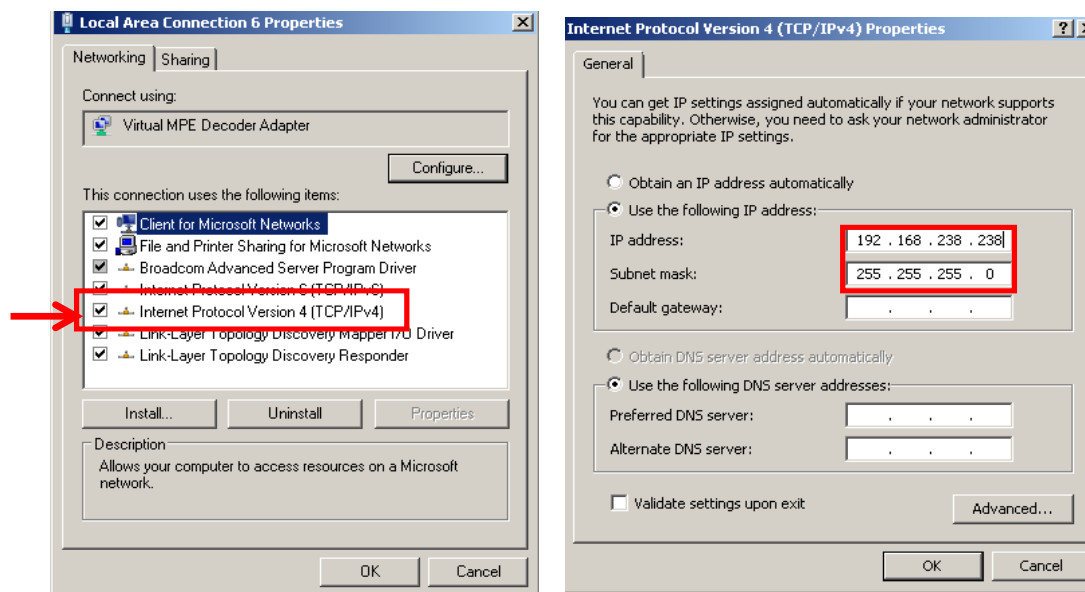 Local Area Connection 6 Properties
Networking
Sharing
Connect using:
Virtual MPE Decoder Adapter
Configure...
This connection uses the following items:
Client for Microsoft Networks
File and Printer Sharing for Microsoft Networks
Broadcom Advanced Server Program Driver
Internet Protocol Version 6 (TCP/IPv6)
Internet Protocol Version 4 (TCP/IPv4)
Link-Layer Topology Discovery Mapper I/O Driver
Link-Layer Topology Discovery Responder
Install...
Uninstall
Properties
Description
Allows your computer to access resources on a Microsoft
network.
OK
Cancel
Internet Protocol Version 4 (TCP/IPv4) Properties
General
You can get IP settings assigned automatically if your network supports
this capability. Otherwise, you need to ask your network administrator
for the appropriate IP settings.
Obtain an IP address automatically
Use the following IP address:
IP address:
192 . 168 . 238 . 238
Subnet mask:
255 . 255 . 255 . 0
Default gateway:
. . .
Obtain DNS server address automatically
Use the following DNS server addresses:
Preferred DNS server:
. . .
Alternate DNS server:
. . .
Validate settings upon exit
Advanced...
OK
Cancel